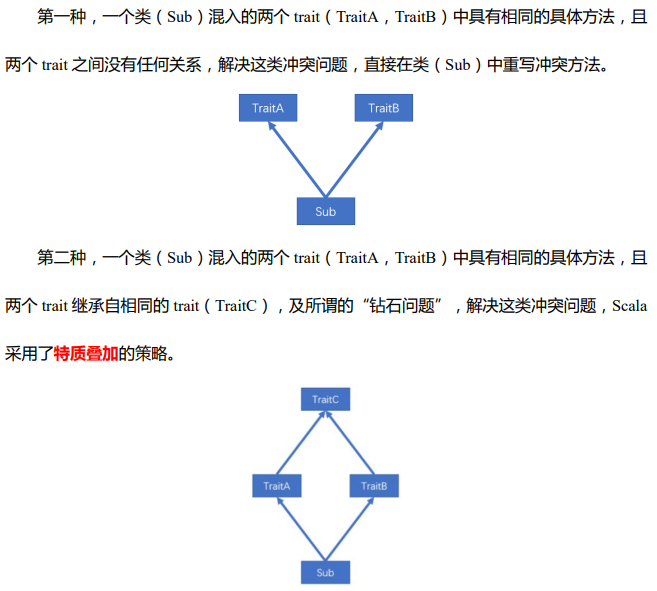 第一种，一个类（Sub）混入的两个 trait（TraitA，TraitB）中具有相同的具体方法，且
两个 trait 之间没有任何关系，解决这类冲突问题，直接在类（Sub）中重写冲突方法。
TraitA TraitB
Sub
第二种，一个类（Sub）混入的两个 trait（TraitA，TraitB）中具有相同的具体方法，且
两个 trait 继承自相同的 trait（TraitC），及所谓的“钻石问题”，解决这类冲突问题，Scala
采用了特质叠加的策略。
TraitC
TraitA TraitB
Sub